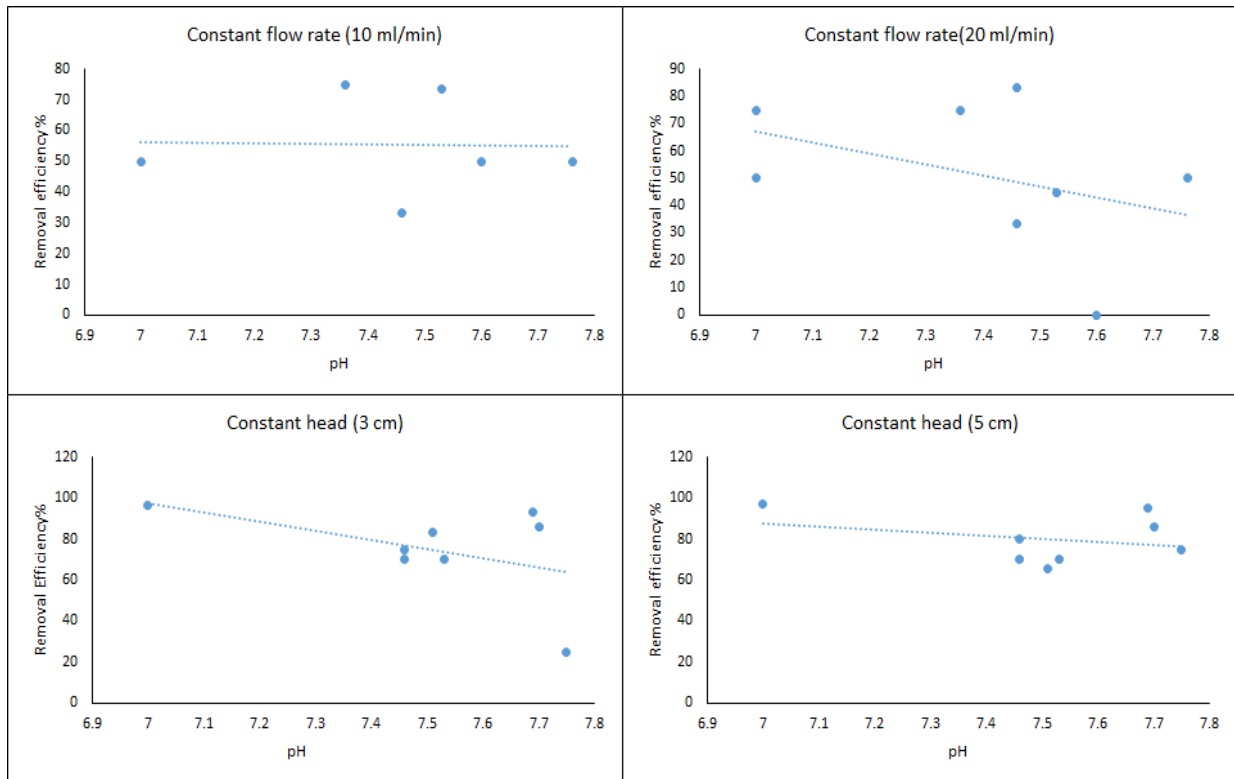 Constant flow rate (10 ml/min)
Removal efficiency%
80
70
60
50
40
30
20
10
0
6.9 7 7.1 7.2 7.3 7.4 7.5 7.6 7.7 7.8
pH
Constant flow rate(20 ml/min)
Removal efficiency%
90
80
70
60
50
40
30
20
10
0
6.9 7 7.1 7.2 7.3 7.4 7.5 7.6 7.7 7.8
pH
Constant head (3 cm)
Removal Efficiency%
120
100
80
60
40
20
0
6.9 7 7.1 7.2 7.3 7.4 7.5 7.6 7.7 7.8
pH
Constant head (5 cm)
Removal efficiency%
120
100
80
60
40
20
0
6.9 7 7.1 7.2 7.3 7.4 7.5 7.6 7.7 7.8
pH